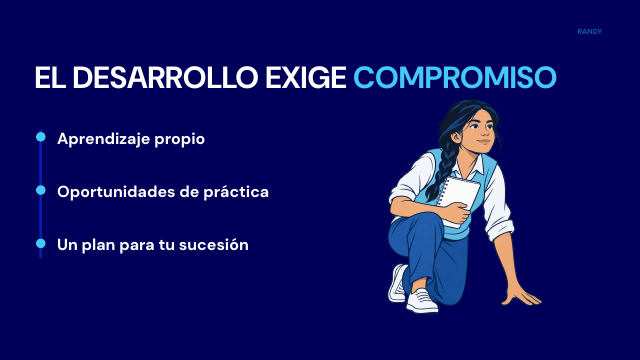 RANDY
EL DESARROLLO EXIGE COMPROMISO
Aprendizaje propio
Oportunidades de práctica
Un plan para tu sucesión